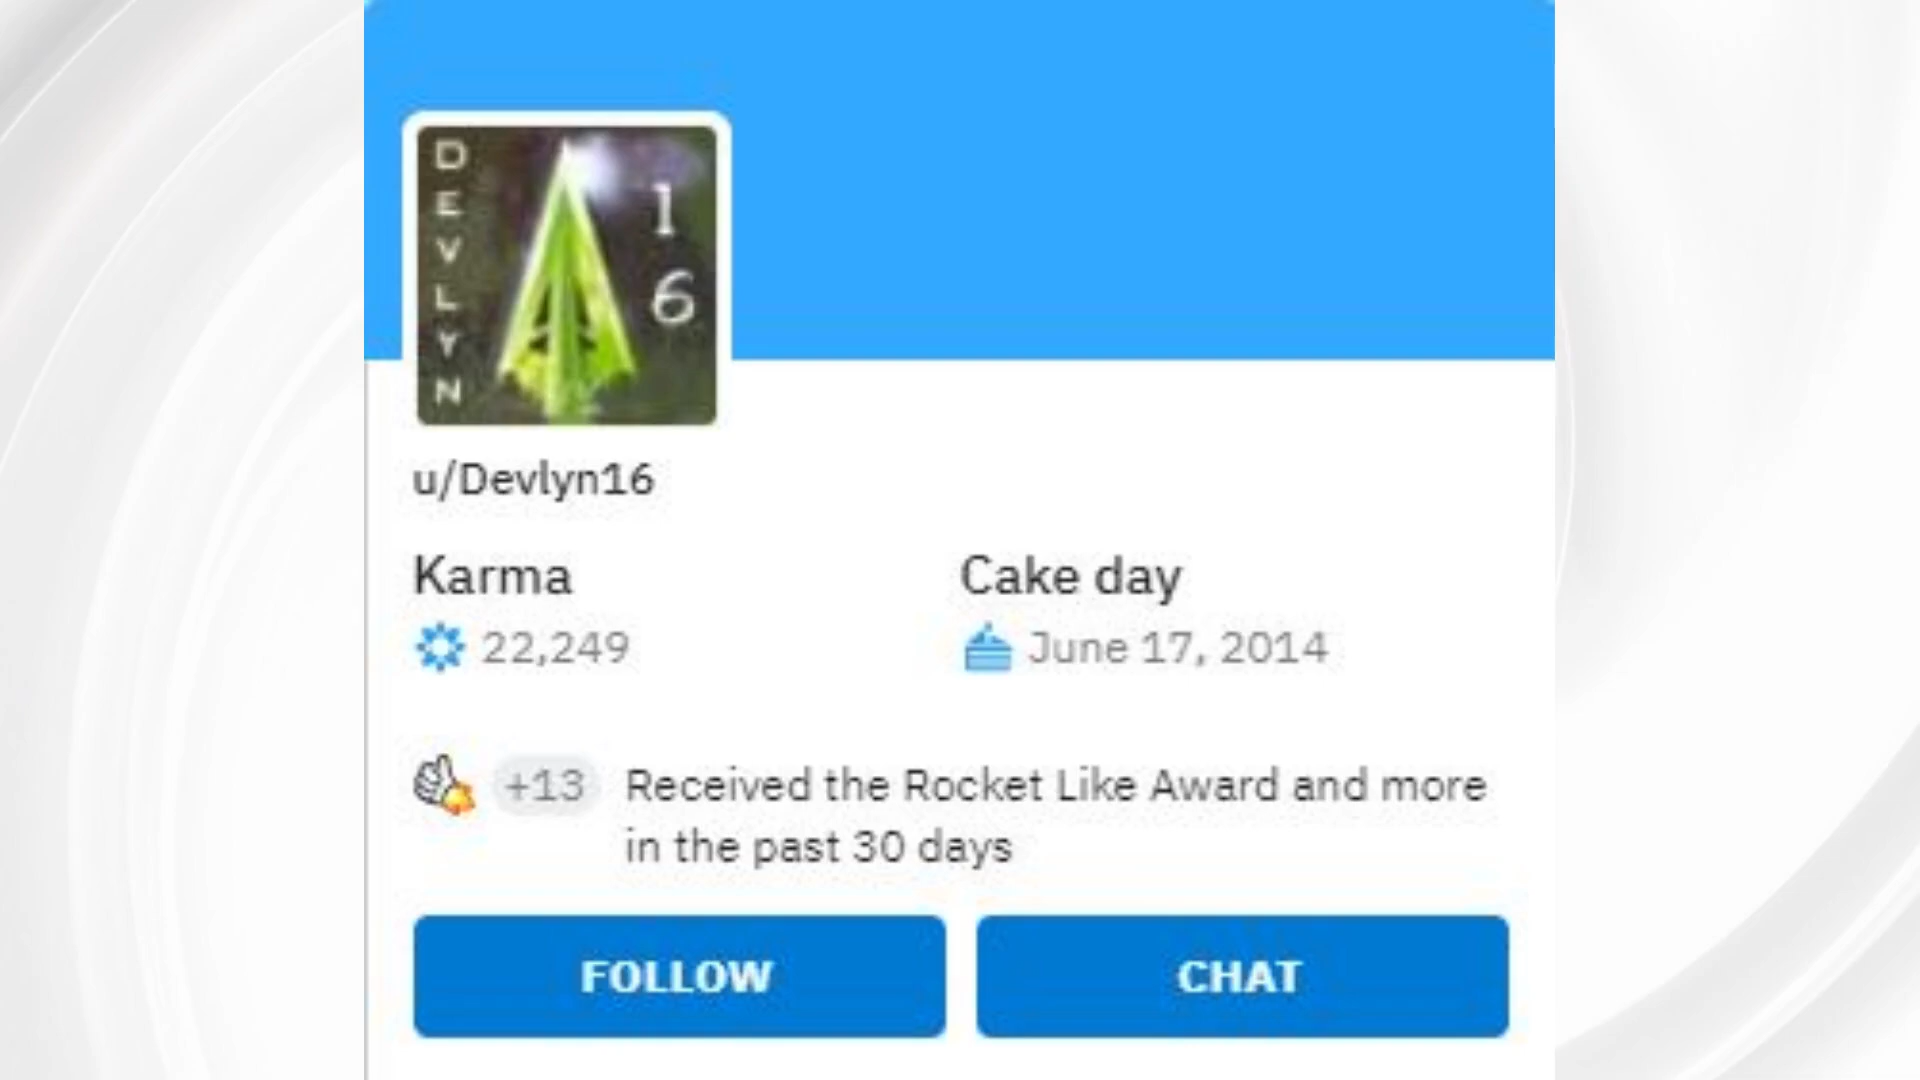 DEVLYN
16
u/Devlyn16
Karma
Cake day
22,249
June 17, 2014
+13
Received the Rocket Like Award and more
in the past 30 days
FOLLOW
CHAT